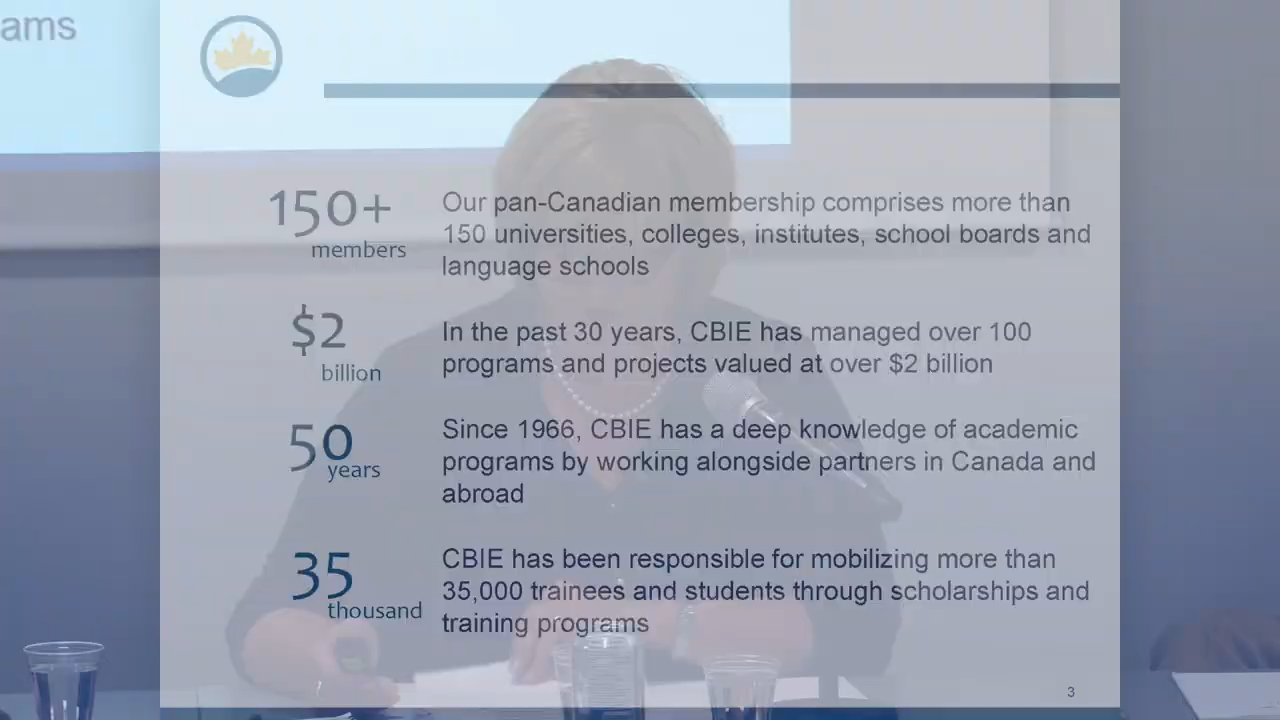 ams
150+
members
Our pan-Canadian membership comprises more than
150 universities, colleges, institutes, school boards and
language schools
$2
billion
In the past 30 years, CBIE has managed over 100
programs and projects valued at over $2 billion
50
years
Since 1966, CBIE has a deep knowledge of academic
programs by working alongside partners in Canada and
abroad
35
thousand
CBIE has been responsible for mobilizing more than
35,000 trainees and students through scholarships and
training programs
3